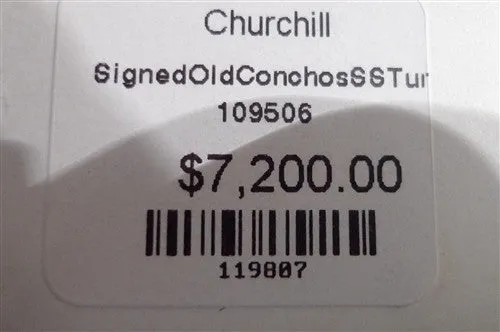 Churchill
SignedOldConchosSSTur
109506
$7,200.00
119807